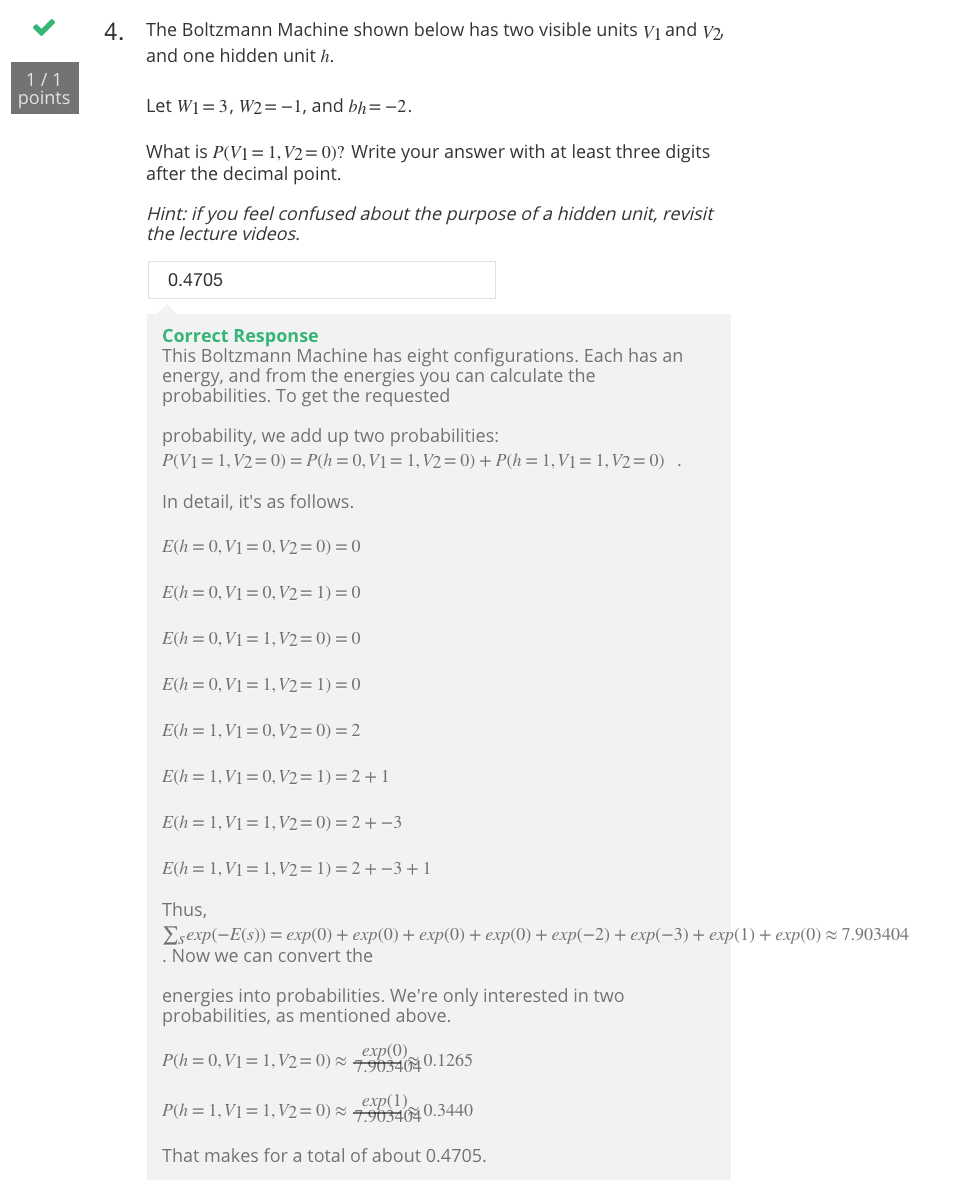 4. The Boltzmann Machine shown below has two visible units V1 and V2,
and one hidden unit h.
1 / 1
points
Let W1 = 3, W2 = −1, and bh = −2.
What is P(V1 = 1, V2 = 0)? Write your answer with at least three digits
after the decimal point.
Hint: if you feel confused about the purpose of a hidden unit, revisit
the lecture videos.
0.4705
Correct Response
This Boltzmann Machine has eight configurations. Each has an
energy, and from the energies you can calculate the
probabilities. To get the requested
probability, we add up two probabilities:
P(V1 = 1, V2 = 0) = P(h = 0, V1 = 1, V2 = 0) + P(h = 1, V1 = 1, V2 = 0) .
In detail, it's as follows.
E(h = 0, V1 = 0, V2 = 0) = 0
E(h = 0, V1 = 0, V2 = 1) = 0
E(h = 0, V1 = 1, V2 = 0) = 0
E(h = 0, V1 = 1, V2 = 1) = 0
E(h = 1, V1 = 0, V2 = 0) = 2
E(h = 1, V1 = 0, V2 = 1) = 2 + 1
E(h = 1, V1 = 1, V2 = 0) = 2 + −3
E(h = 1, V1 = 1, V2 = 1) = 2 + −3 + 1
Thus,
∑s exp(−E(s)) = exp(0) + exp(0) + exp(0) + exp(0) + exp(−2) + exp(−3) + exp(1) + exp(0) ≈ 7.903404
. Now we can convert the
energies into probabilities. We're only interested in two
probabilities, as mentioned above.
P(h = 0, V1 = 1, V2 = 0) ≈ exp(0)/7.903404 ≈ 0.1265
P(h = 1, V1 = 1, V2 = 0) ≈ exp(1)/7.903404 ≈ 0.3440
That makes for a total of about 0.4705.